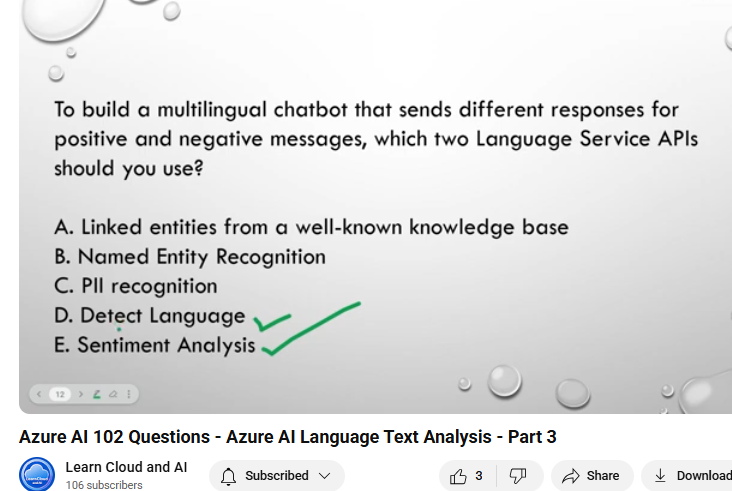 To build a multilingual chatbot that sends different responses for
positive and negative messages, which two Language Service APIs
should you use?
A. Linked entities from a well-known knowledge base
B. Named Entity Recognition
C. PII recognition
D. Detect Language
E. Sentiment Analysis
12
Azure AI 102 Questions - Azure AI Language Text Analysis - Part 3
Learn Cloud and AI
106 subscribers
Subscribed
3
Share
Download